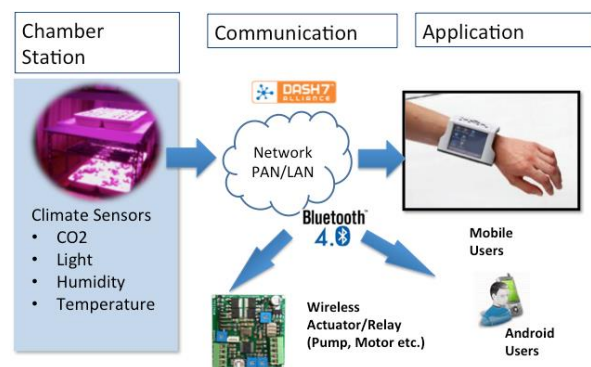 Chamber
Station
Communication
Application
DASH7
ALLIANCE
Network
PAN/LAN
Bluetooth™
4.0
Climate Sensors
• CO2
• Light
• Humidity
• Temperature
Mobile
Users
Wireless
Actuator/Relay
(Pump, Motor etc.)
Android
Users